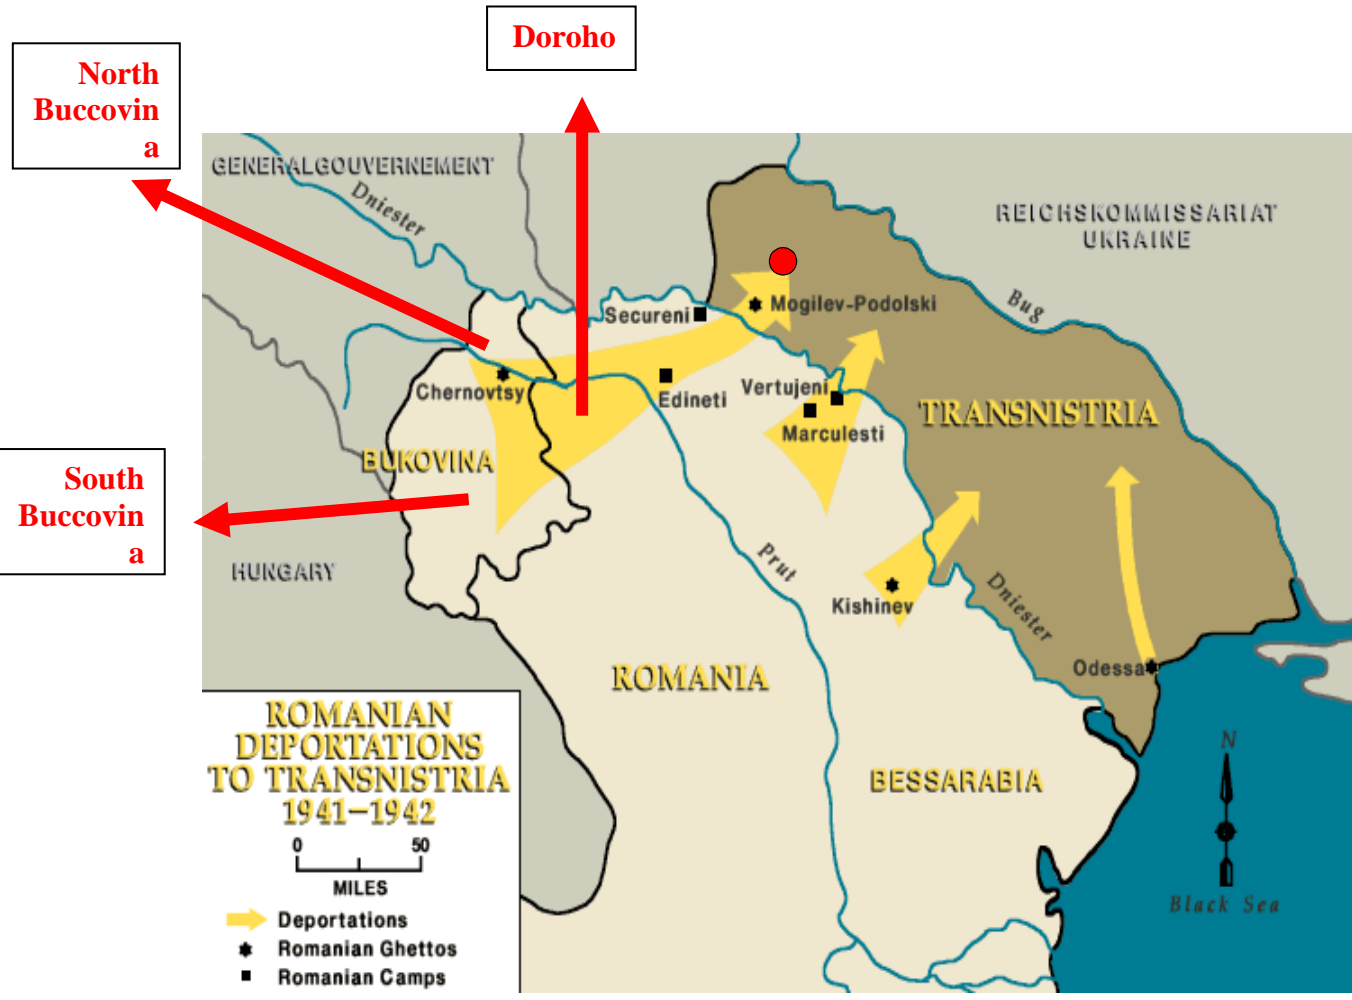 Doroho
North
Buccovin
a
GENERALGOUVERNEMENT
Dniester
REICHSKOMMISSARIAT
UKRAINE
Bug
Secureni
Mogilev-Podolski
Chernovtsy
Edineti
Vertujeni
Marculesti
TRANSNISTRIA
BUKOVINA
South
Buccovin
a
HUNGARY
Prut
Kishinev
Dniester
Odessa
ROMANIA
BESSARABIA
ROMANIAN
DEPORTATIONS
TO TRANSNISTRIA
1941–1942
0 50
MILES
Deportations
Romanian Ghettos
Romanian Camps
N
Black Sea